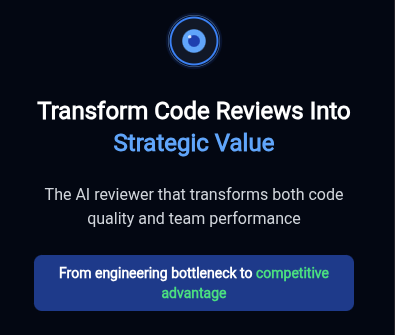 Transform Code Reviews Into
Strategic Value
The AI reviewer that transforms both code
quality and team performance
From engineering bottleneck to competitive
advantage